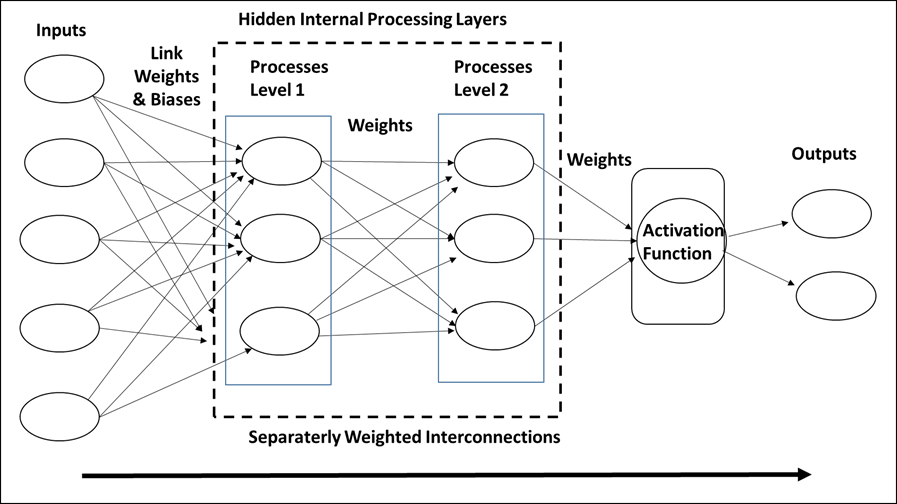 Hidden Internal Processing Layers
Inputs
Link
Weights
& Biases
Processes
Level 1
Weights
Processes
Level 2
Weights
Activation
Function
Outputs
Separaterly Weighted Interconnections